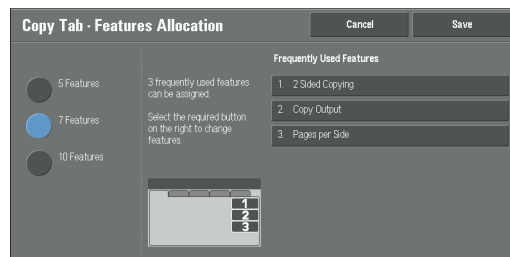 Copy Tab - Features Allocation
Cancel
Save
5 Features
7 Features
10 Features
3 frequently used features
can be assigned.
Select the required button
on the right to change
features.
1
2
3
Frequently Used Features
1. 2 Sided Copying
2. Copy Output
3. Pages per Side